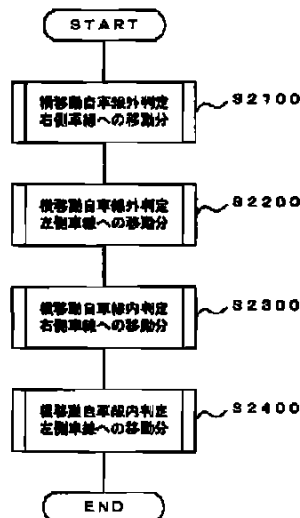 START
横移動自車線外判定
右側車線への移動分
S2100
横移動自車線外判定
左側車線への移動分
S2200
横移動自車線内判定
右側車線への移動分
S2300
横移動自車線内判定
左側車線への移動分
S2400
END